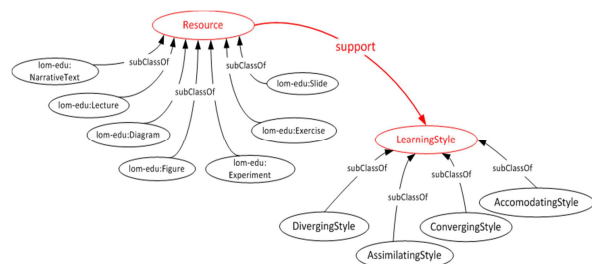 Resource
support
lom-edu:
NarrativeText
subClassOf
subClassOf
lom-edu:Slide
lom-edu:Lecture
subClassOf
lom-edu:Diagram
lom-edu:Exercise
lom-edu:Figure
lom-edu:
Experiment
LearningStyle
subClassOf
subClassOf
subClassOf
subClassOf
AccomodatingStyle
DivergingStyle
ConvergingStyle
AssimilatingStyle